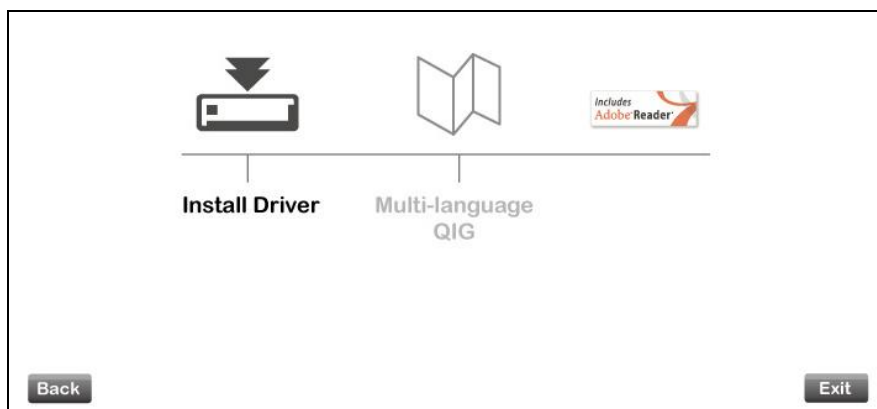 Includes
Adobe Reader
Install Driver
Multi-language
QIG
Back
Exit